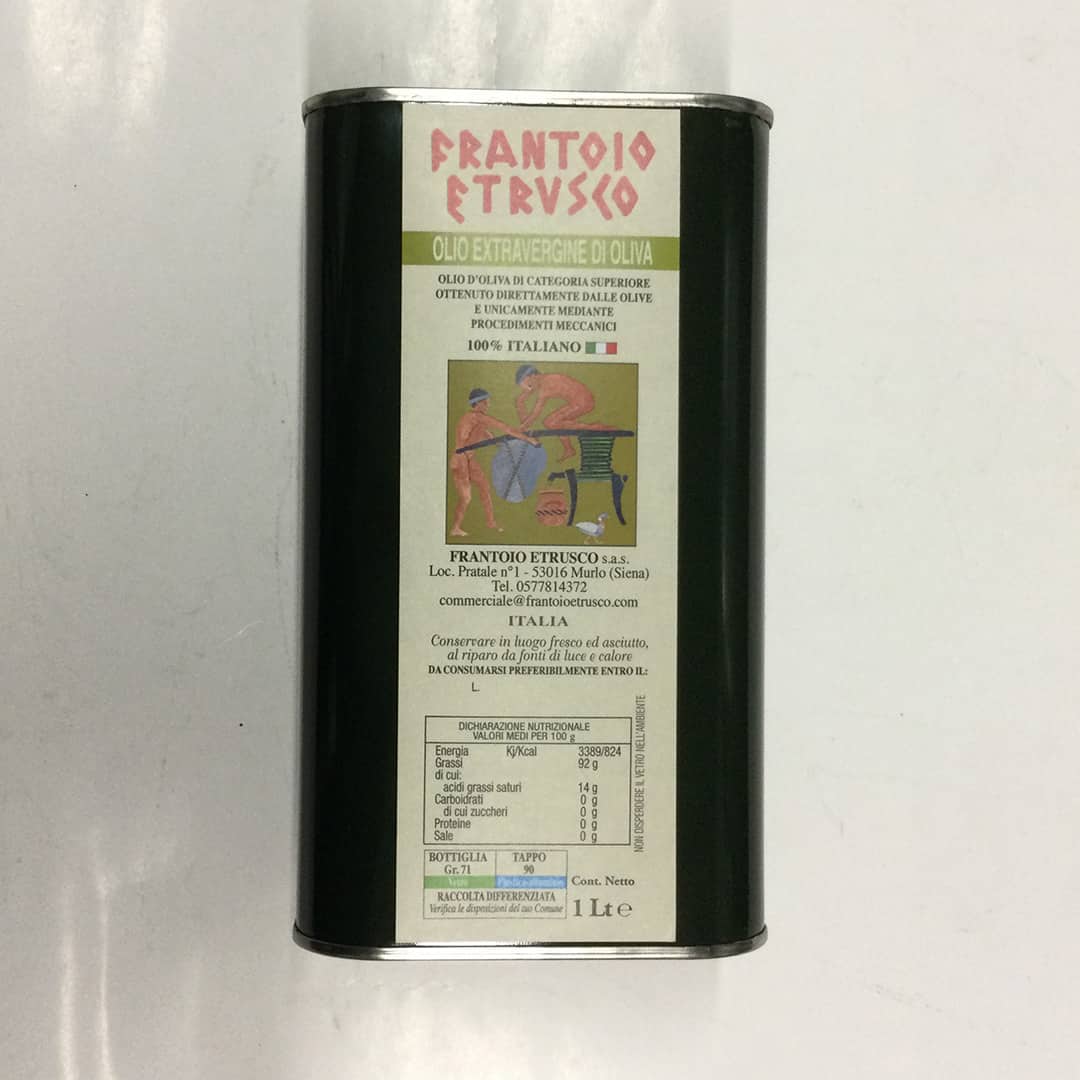 FRANTOIO
ETRVSCO
OLIO EXTRAVERGINE DI OLIVA
OLIO D'OLIVA DI CATEGORIA SUPERIORE
OTTENUTO DIRETTAMENTE DALLE OLIVE
E UNICAMENTE MEDIANTE
PROCEDIMENTI MECCANICI
100% ITALIANO
FRANTOIO ETRUSCO s.a.s.
Loc. Pratale n°1 - 53016 Murlo (Siena)
Tel. 0577814372
commerciale@frantoioetrusco.com
ITALIA
Conservare in luogo fresco ed asciutto,
al riparo da fonti di luce e calore
DA CONSUMARSI PREFERIBILMENTE ENTRO IL:
L.
DICHIARAZIONE NUTRIZIONALE
VALORI MEDI PER 100 g
Energia Kj/Kcal 3389/824
Grassi 92 g
di cui:
acidi grassi saturi 14 g
Carboidrati 0 g
di cui zuccheri 0 g
Proteine 0 g
Sale 0 g
NON DISPERDERE IL VETRO NELL'AMBIENTE
BOTTIGLIA TAPPO
Gr. 71 90
Vetro
RACCOLTA DIFFERENZIATA
Verifica le disposizioni del tuo Comune
Cont. Netto
1 Lt e